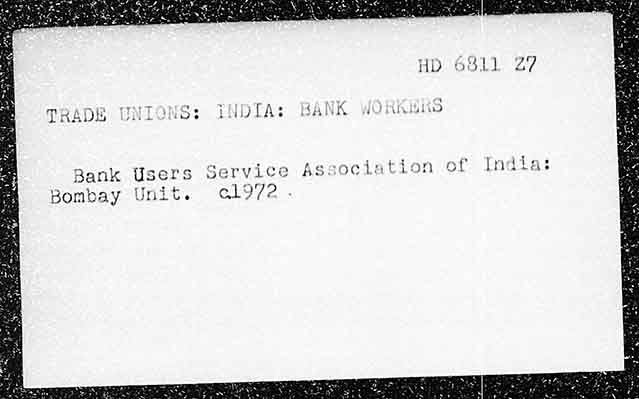 HD 6811 Z7
TRADE UNIONS: INDIA: BANK WORKERS
Bank Users Service Association of India:
Bombay Unit. c1972.